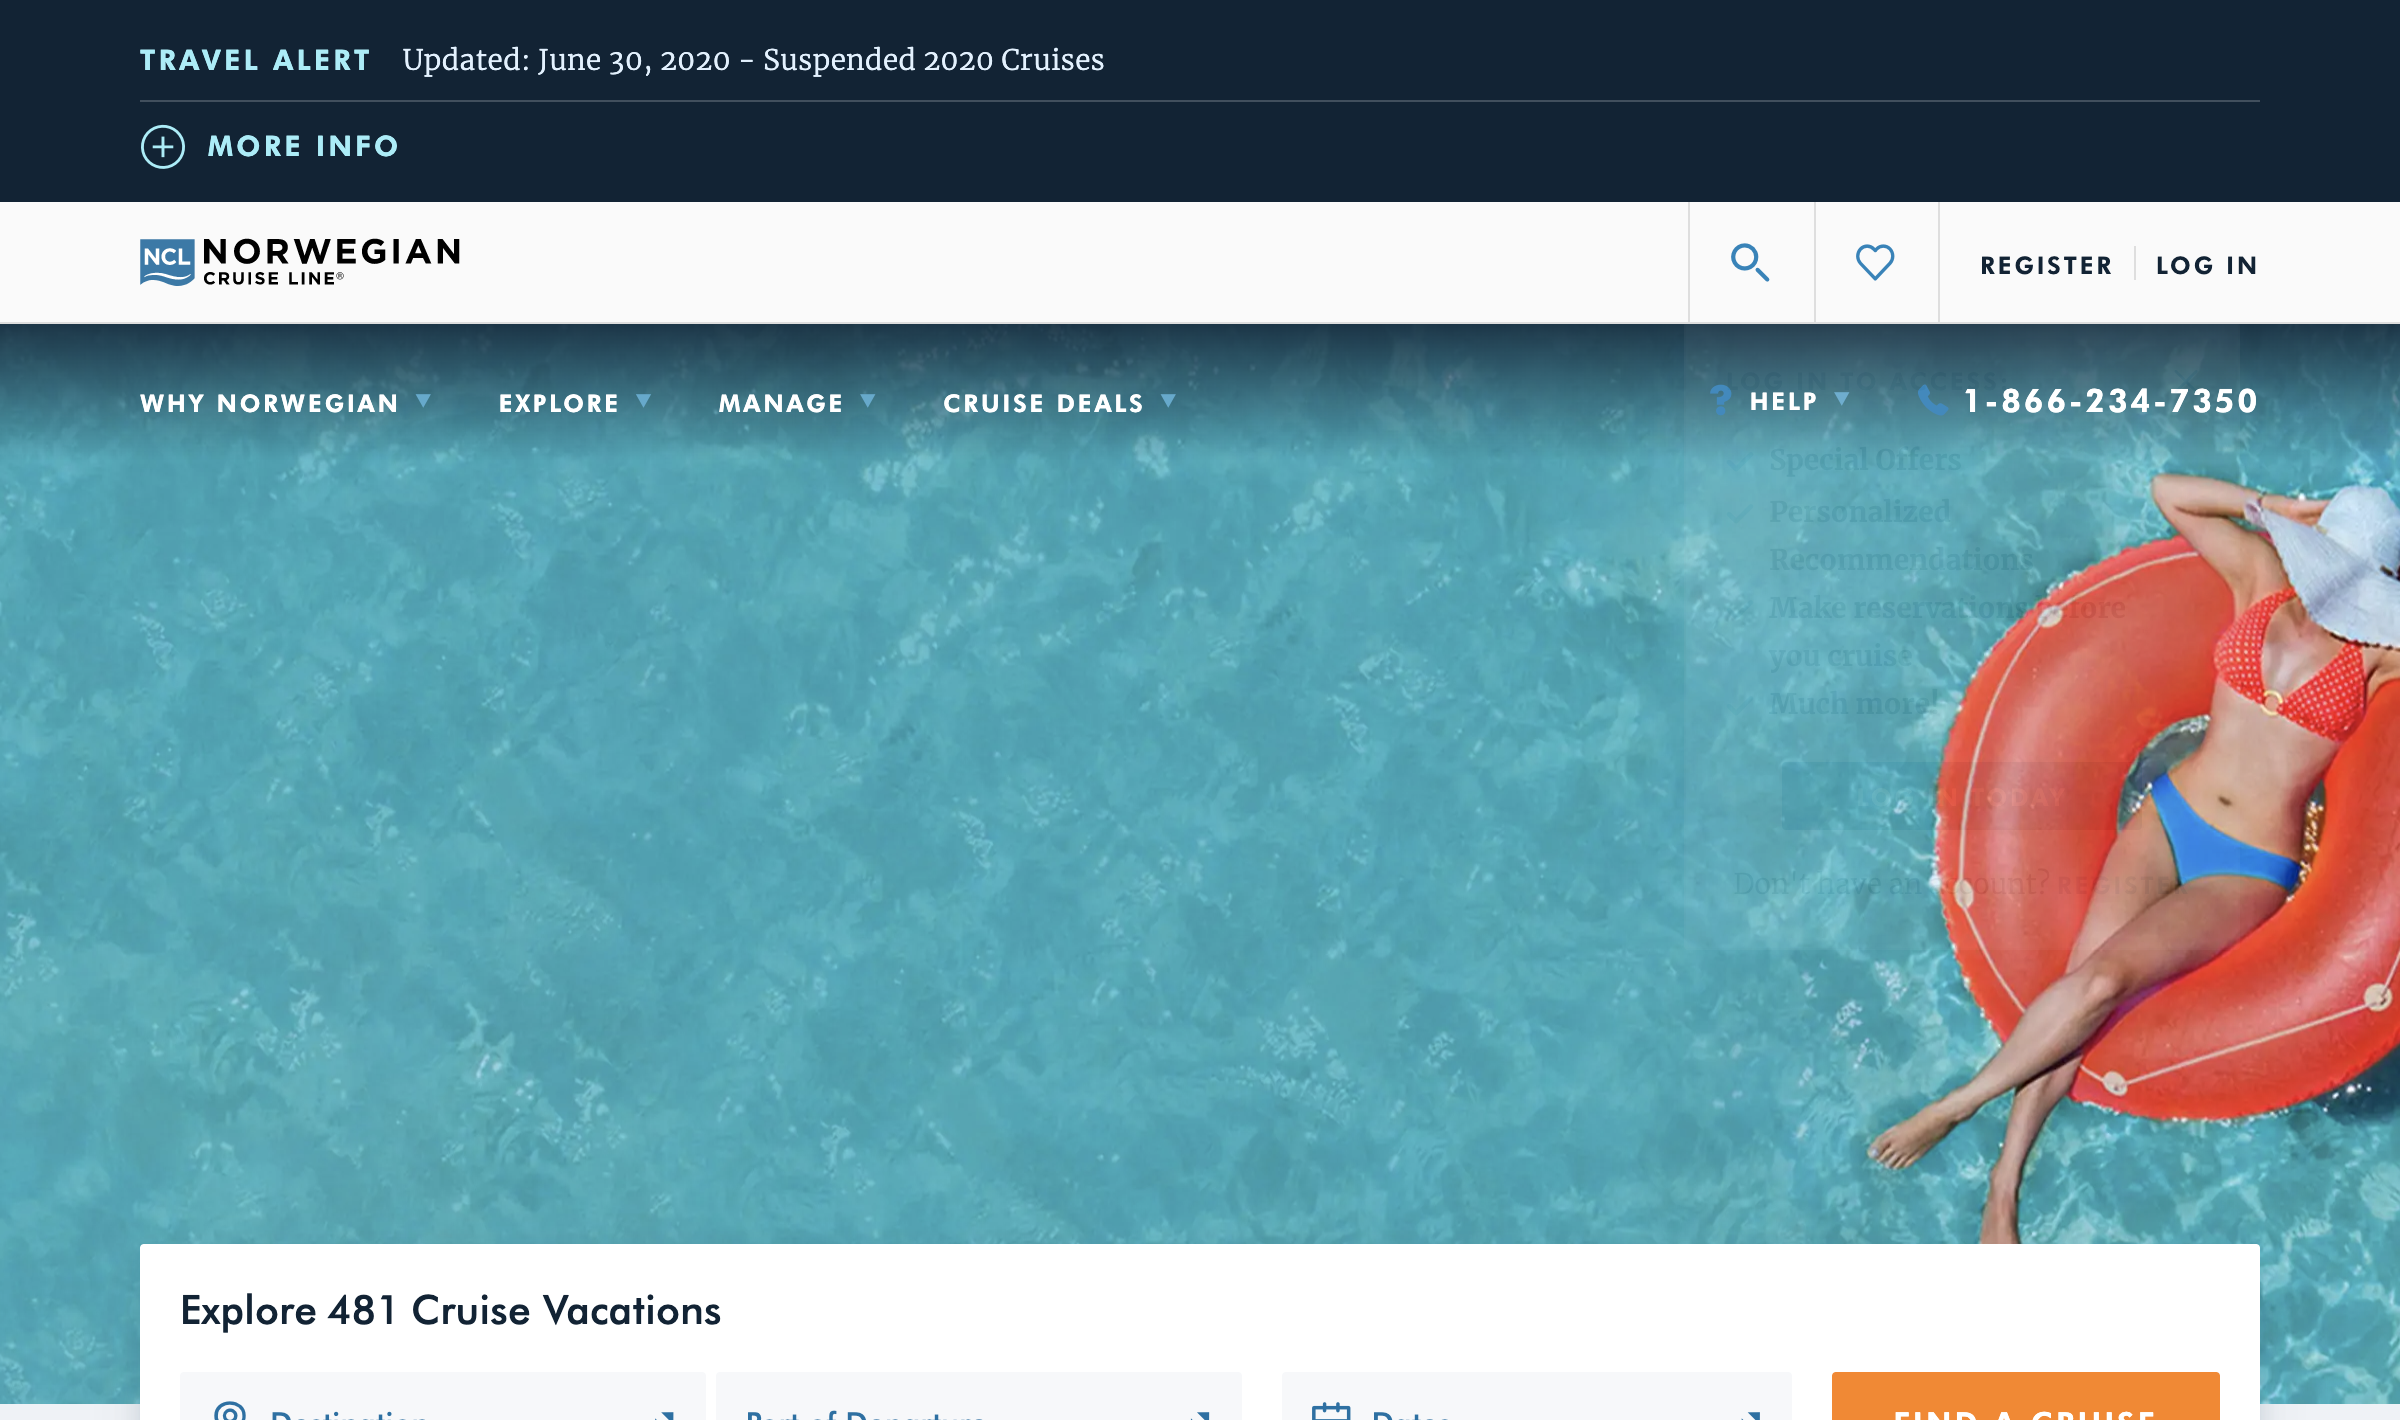 TRAVEL ALERT Updated: June 30, 2020 - Suspended 2020 Cruises
MORE INFO
NCL NORWEGIAN
CRUISE LINE®
REGISTER LOG IN
WHY NORWEGIAN EXPLORE MANAGE CRUISE DEALS ? HELP 1-866-234-7350
LOG IN TO ACCESS
Special Offers
Personalized
Recommendations
Make reservations before
you cruise
Much more!
TODAY
Don't have an account? REGISTER
Explore 481 Cruise Vacations
Destination Port of Departure Dates FIND A CRUISE